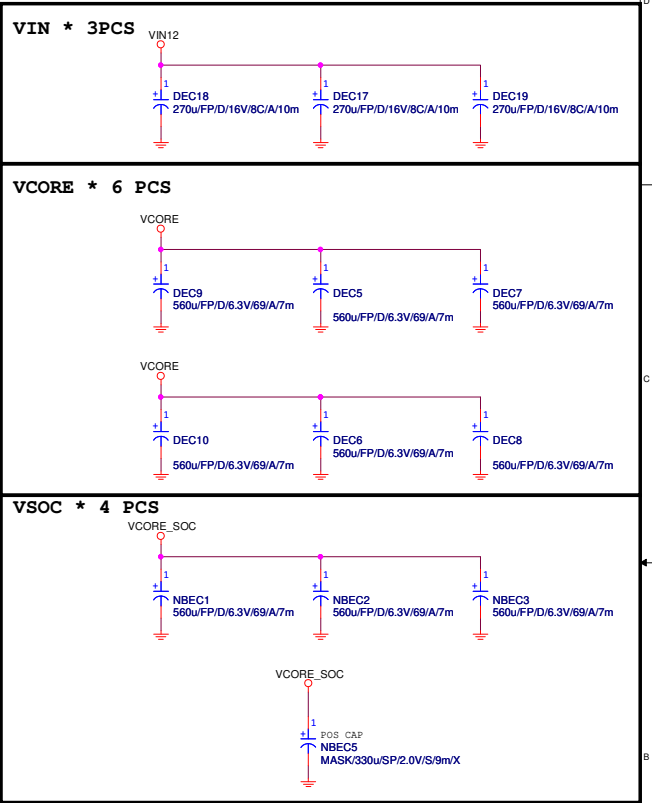 D
VIN * 3PCS
VIN12
1
+
DEC18
270u/FP/D/16V/8C/A/10m
1
+
DEC17
270u/FP/D/16V/8C/A/10m
1
+
DEC19
270u/FP/D/16V/8C/A/10m
VCORE * 6 PCS
VCORE
1
+
DEC9
560u/FP/D/6.3V/69/A/7m
1
+
DEC5
560u/FP/D/6.3V/69/A/7m
1
+
DEC7
560u/FP/D/6.3V/69/A/7m
VCORE
C
1
+
DEC10
560u/FP/D/6.3V/69/A/7m
1
+
DEC6
560u/FP/D/6.3V/69/A/7m
1
+
DEC8
560u/FP/D/6.3V/69/A/7m
VSOC * 4 PCS
VCORE_SOC
1
+
NBEC1
560u/FP/D/6.3V/69/A/7m
1
+
NBEC2
560u/FP/D/6.3V/69/A/7m
1
+
NBEC3
560u/FP/D/6.3V/69/A/7m
VCORE_SOC
1
+
POS CAP
NBEC5
MASK/330u/SP/2.0V/S/9m/X
B